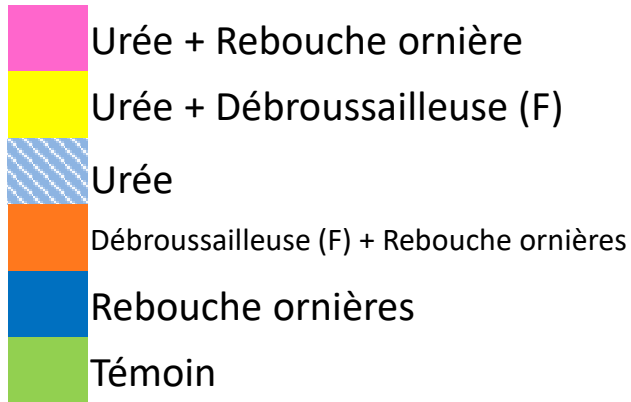 Urée + Rebouche ornière
Urée + Débroussailleuse (F)
Urée
Débroussailleuse (F) + Rebouche ornières
Rebouche ornières
Témoin